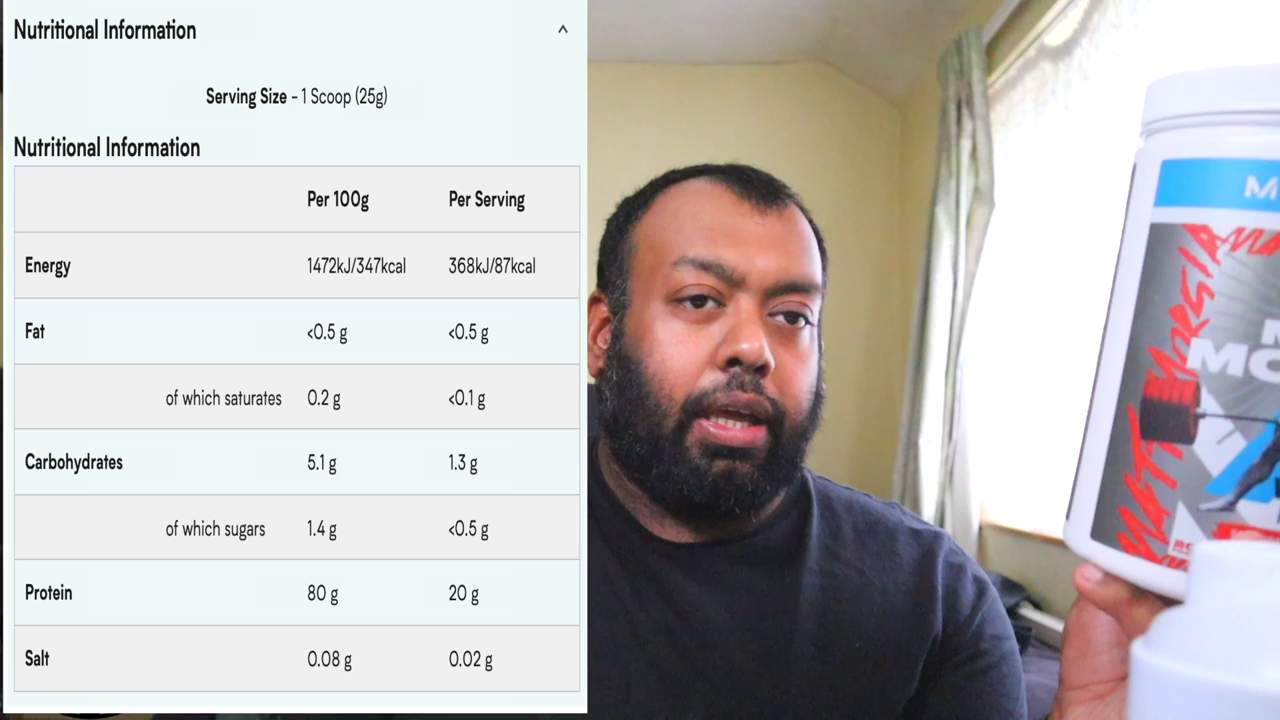 Nutritional Information
Serving Size - 1 Scoop (25g)
Nutritional Information
Per 100g Per Serving
Energy 1472kJ/347kcal 368kJ/87kcal
Fat <0.5 g <0.5 g
of which saturates 0.2 g <0.1 g
Carbohydrates 5.1 g 1.3 g
of which sugars 1.4 g <0.5 g
Protein 80 g 20 g
Salt 0.08 g 0.02 g
M
MATT MORSIA